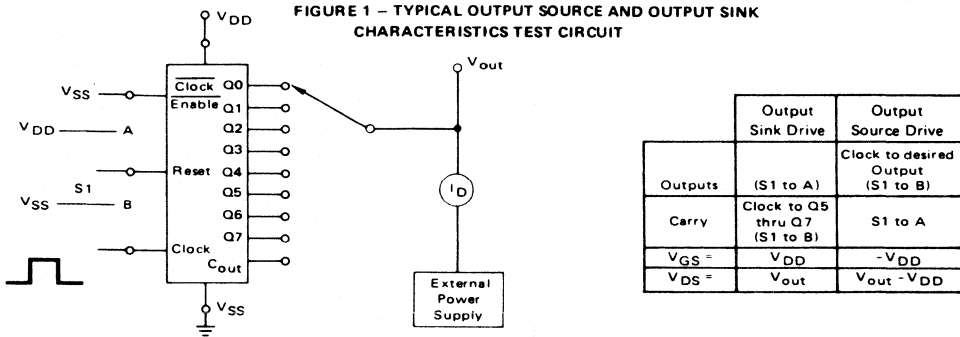 FIGURE 1 – TYPICAL OUTPUT SOURCE AND OUTPUT SINK
CHARACTERISTICS TEST CIRCUIT
VDD
Vout
VSS
Clock
Enable
Q0
Q1
VDD
A
Q2
Q3
Reset
Q4
S1
Q5
VSS
B
Q6
Q7
Clock
Cout
ID
External
Power
Supply
VSS
Output
Sink Drive
Output
Source Drive
Outputs
(S1 to A)
Clock to desired
Output
(S1 to B)
Carry
Clock to Q5
thru Q7
(S1 to B)
S1 to A
VGS =
VDD
-VDD
VDS =
Vout
Vout -VDD